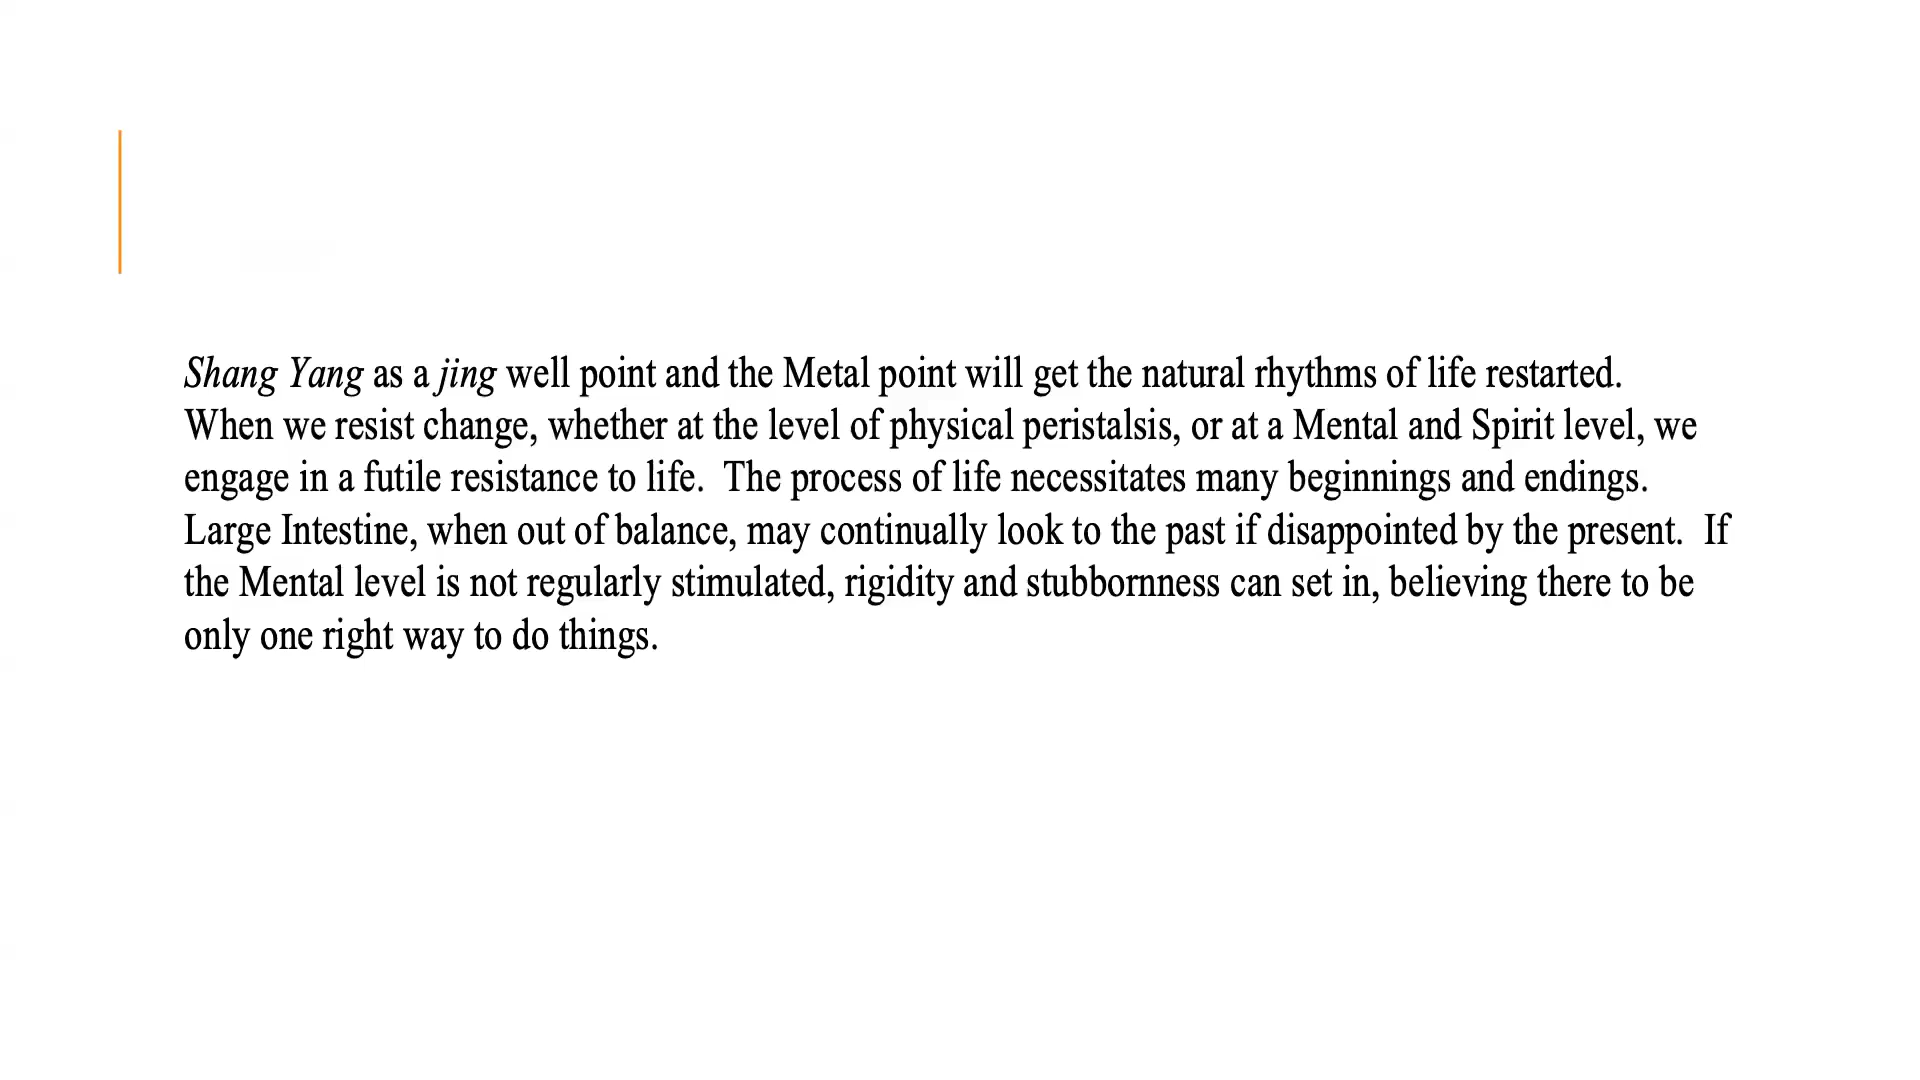 Shang Yang as a jing well point and the Metal point will get the natural rhythms of life restarted.
When we resist change, whether at the level of physical peristalsis, or at a Mental and Spirit level, we
engage in a futile resistance to life.  The process of life necessitates many beginnings and endings.
Large Intestine, when out of balance, may continually look to the past if disappointed by the present.  If
the Mental level is not regularly stimulated, rigidity and stubbornness can set in, believing there to be
only one right way to do things.